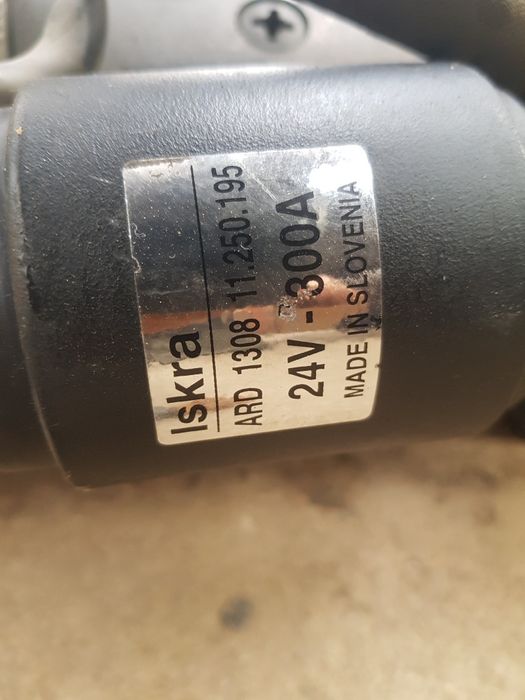 Iskra
ARD 1308 11.250.195
24V - 300A
MADE IN SLOVENIA